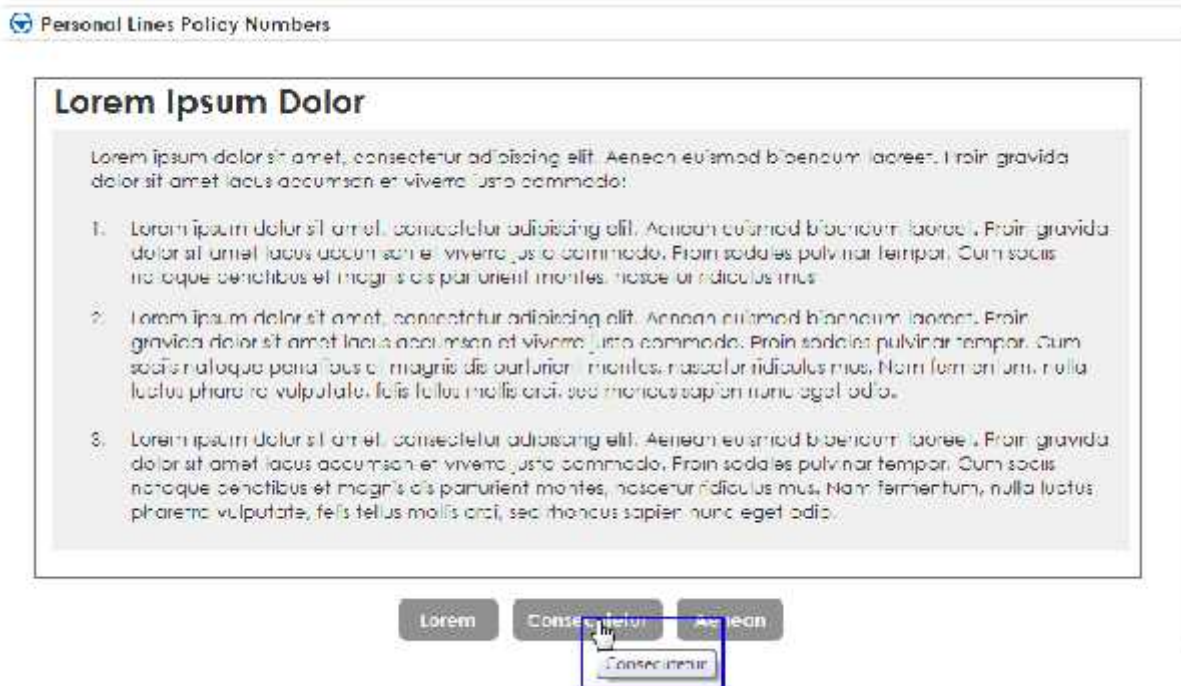 Personal Lines Policy Numbers
Lorem Ipsum Dolor
Lorem ipsum dolor sit amet, consectetur adipiscing elit. Aenean euismod bibendum laoreet. Proin gravida
dolor sit amet lacus accumsan et viverra justo commodo:
1. Lorem ipsum dolor sit amet, consectetur adipiscing elit. Aenean euismod bibendum laoreet. Proin gravida
dolor sit amet lacus accumsan et viverra justo commodo. Proin sodales pulvinar tempor. Cum sociis
natoque penatibus et magnis dis parturient montes, nascetur ridiculus mus
2. Lorem ipsum dolor sit amet, consectetur adipiscing elit. Aenean euismod bibendum laoreet. Proin
gravida dolor sit amet lacus accumsan et viverra justo commodo. Proin sodales pulvinar tempor. Cum
sociis natoque penatibus et magnis dis parturient montes, nascetur ridiculus mus. Nam fermentum, nulla
luctus pharetra vulputate, felis tellus mollis orci, sed rhoncus sapien nunc eget odio.
3. Lorem ipsum dolor sit amet, consectetur adipiscing elit. Aenean euismod bibendum laoreet. Proin gravida
dolor sit amet lacus accumsan et viverra justo commodo. Proin sodales pulvinar tempor. Cum sociis
natoque penatibus et magnis dis parturient montes, nascetur ridiculus mus. Nam fermentum, nulla luctus
pharetra vulputate, felis tellus mollis orci, sed rhoncus sapien nunc eget odio.
Lorem Aenean